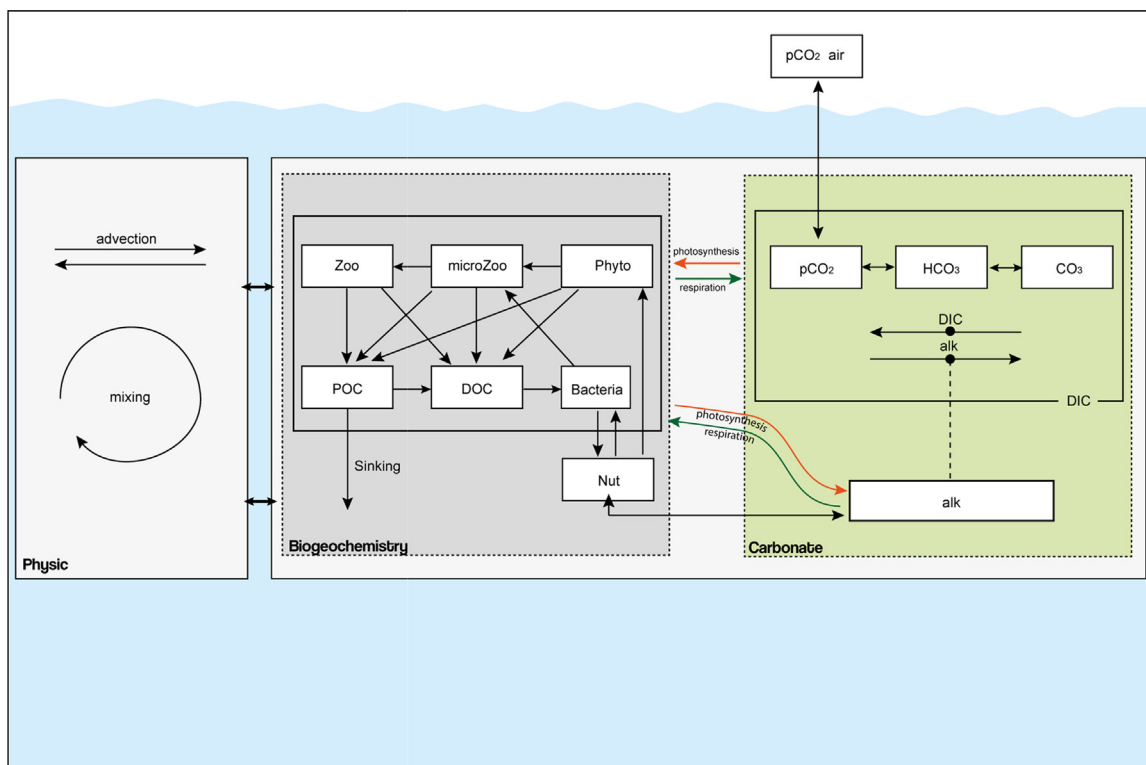 pCO₂ air
advection
mixing
Physic
Zoo
microZoo
Phyto
POC
DOC
Bacteria
Sinking
Nut
Biogeochemistry
photosynthesis
respiration
photosynthesis
respiration
pCO₂
HCO₃
CO₃
DIC
alk
DIC
alk
Carbonate